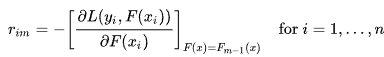 r_{im} = -\left[\frac{\partial L(y_i, F(x_i))}{\partial F(x_i)}\right]_{F(x)=F_{m-1}(x)} \quad \text{for } i = 1, \ldots, n